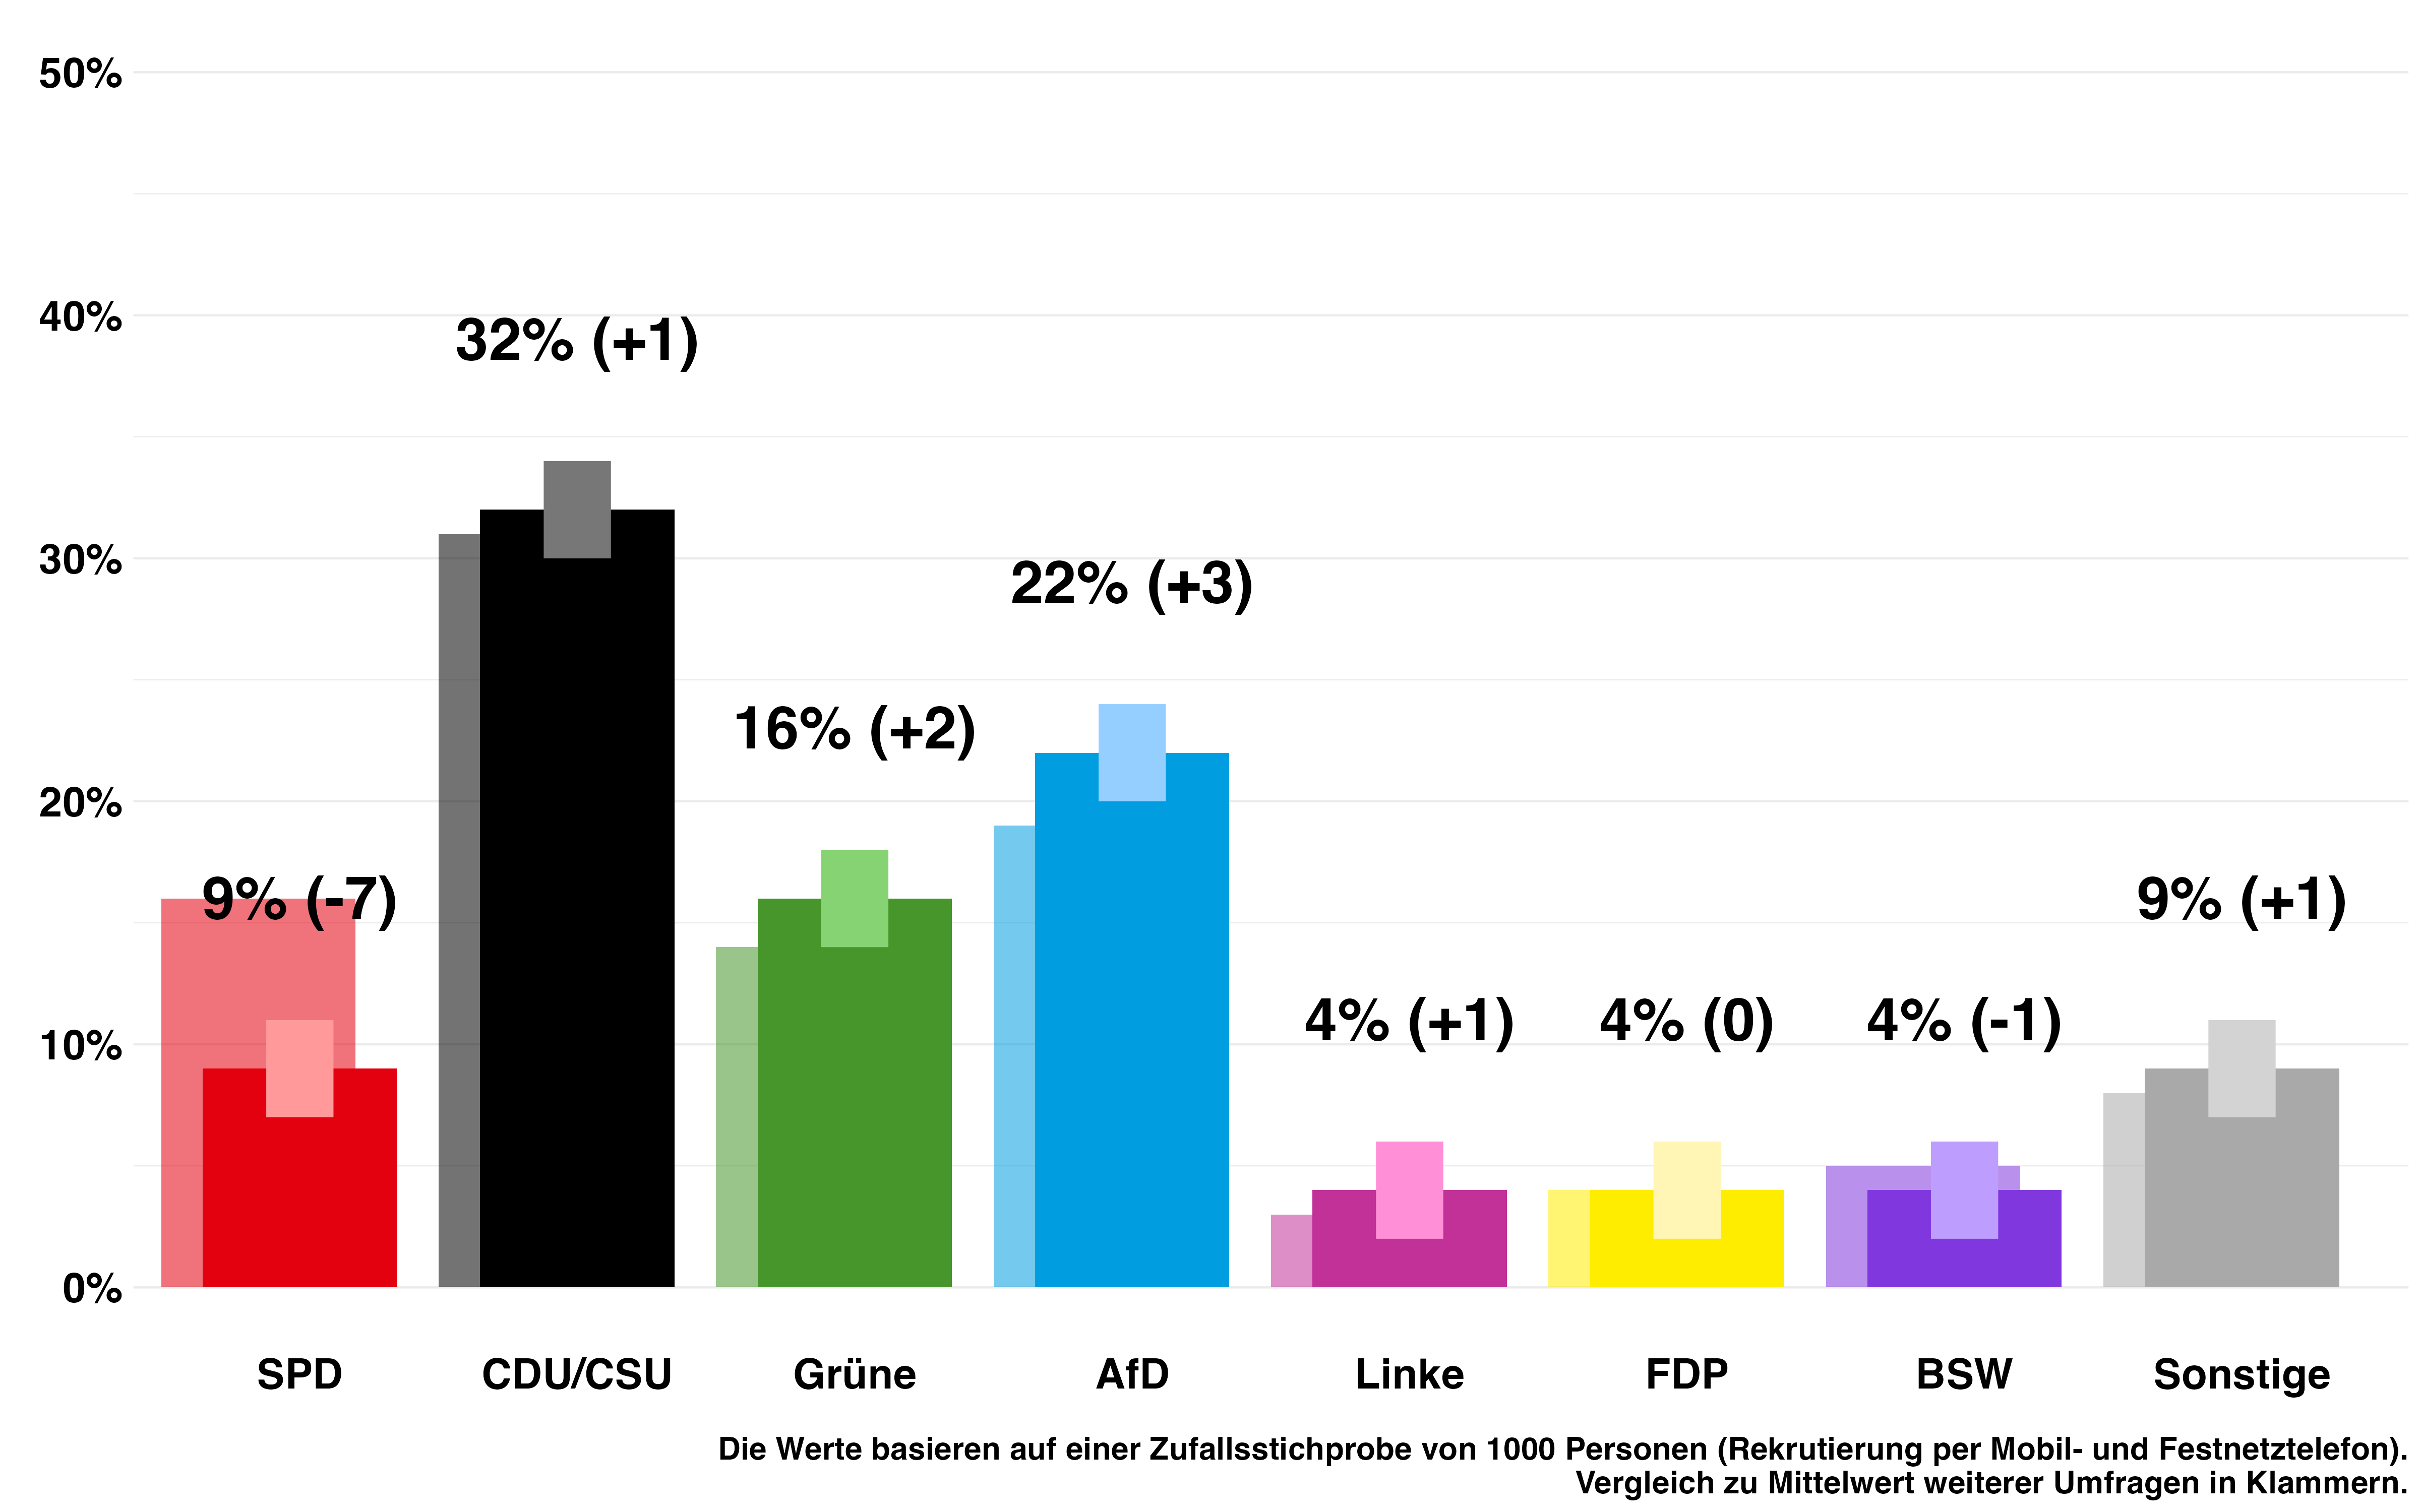 50%
40%
32% (+1)
30%
22% (+3)
16% (+2)
20%
9% (-7)
9% (+1)
4% (+1)
4% (0)
4% (-1)
10%
0%
SPD
CDU/CSU
Grüne
AfD
Linke
FDP
BSW
Sonstige
Die Werte basieren auf einer Zufallsstichprobe von 1000 Personen (Rekrutierung per Mobil- und Festnetztelefon).
Vergleich zu Mittelwert weiterer Umfragen in Klammern.